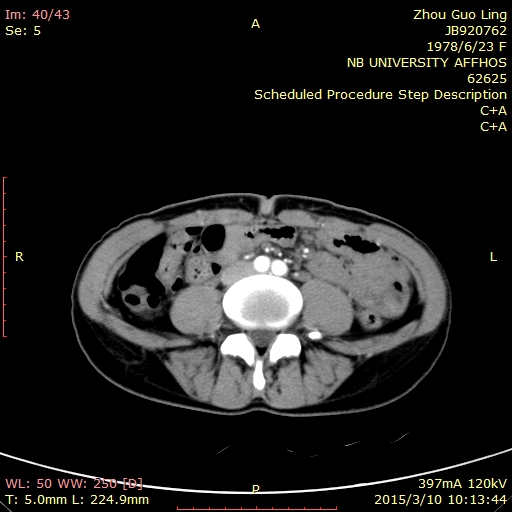 Im: 40/43
Se: 5
A
Zhou Guo Ling
JB920762
1978/6/23 F
NB UNIVERSITY AFFHOS
62625
Scheduled Procedure Step Description
C+A
C+A
R
L
WL: 50 WW: 250 [D]
T: 5.0mm L: 224.9mm
P
397mA 120kV
2015/3/10 10:13:44